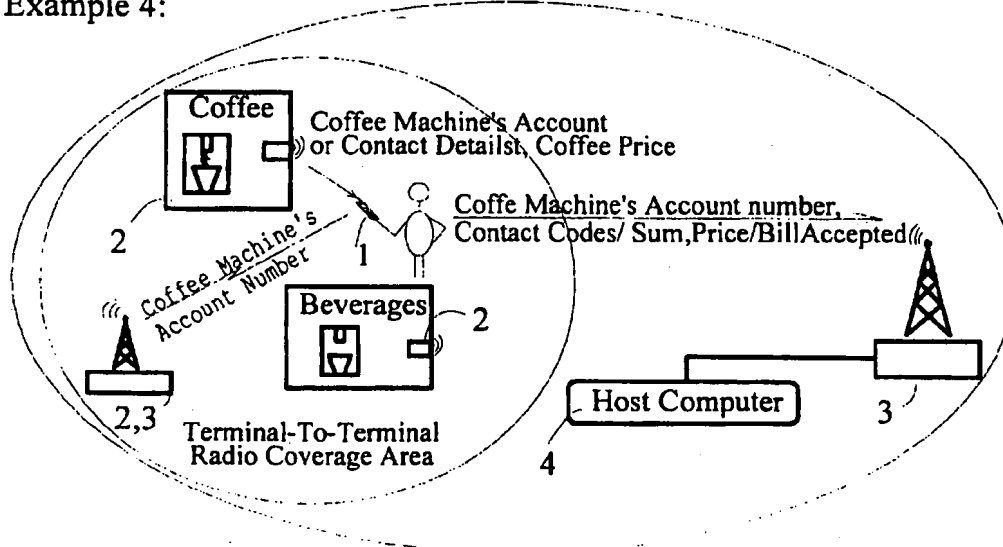 Example 4:
Coffee
Coffee Machine's Account
or Contact Detailst, Coffee Price
2
1
Coffe Machine's Account number,
Contact Codes/ Sum,Price/Bill Accepted
Coffee Machine's
Account Number
Beverages
2
2,3
Terminal-To-Terminal
Radio Coverage Area
Host Computer
4
3